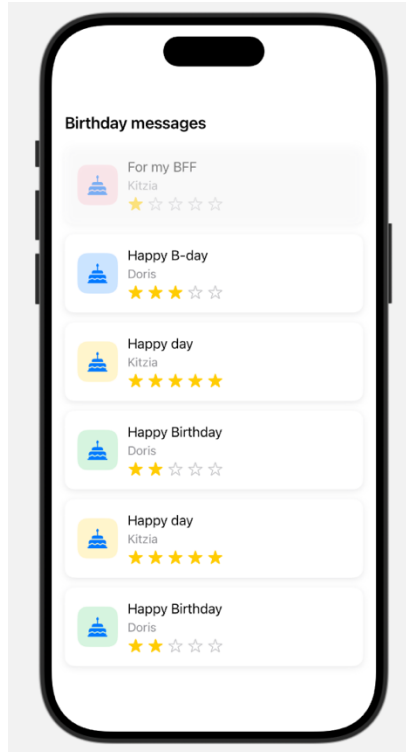 Birthday messages
For my BFF
Kitzia
Happy B-day
Doris
Happy day
Kitzia
Happy Birthday
Doris
Happy day
Kitzia
Happy Birthday
Doris